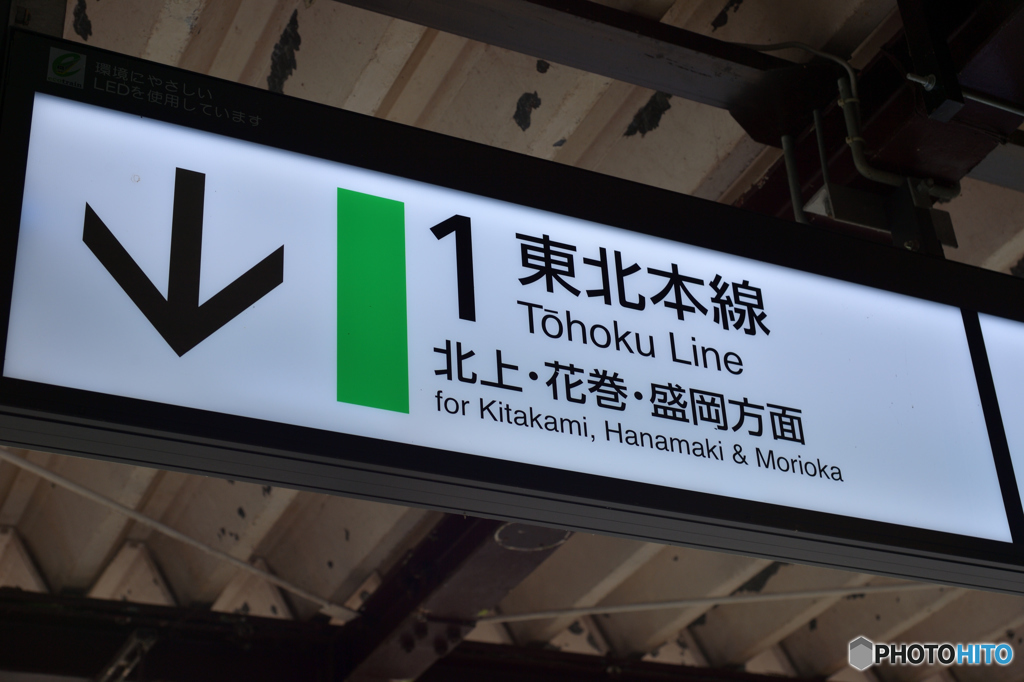 環境にやさしい
LEDを使用しています
1 東北本線
Tōhoku Line
北上・花巻・盛岡方面
for Kitakami, Hanamaki & Morioka
PHOTOHITO